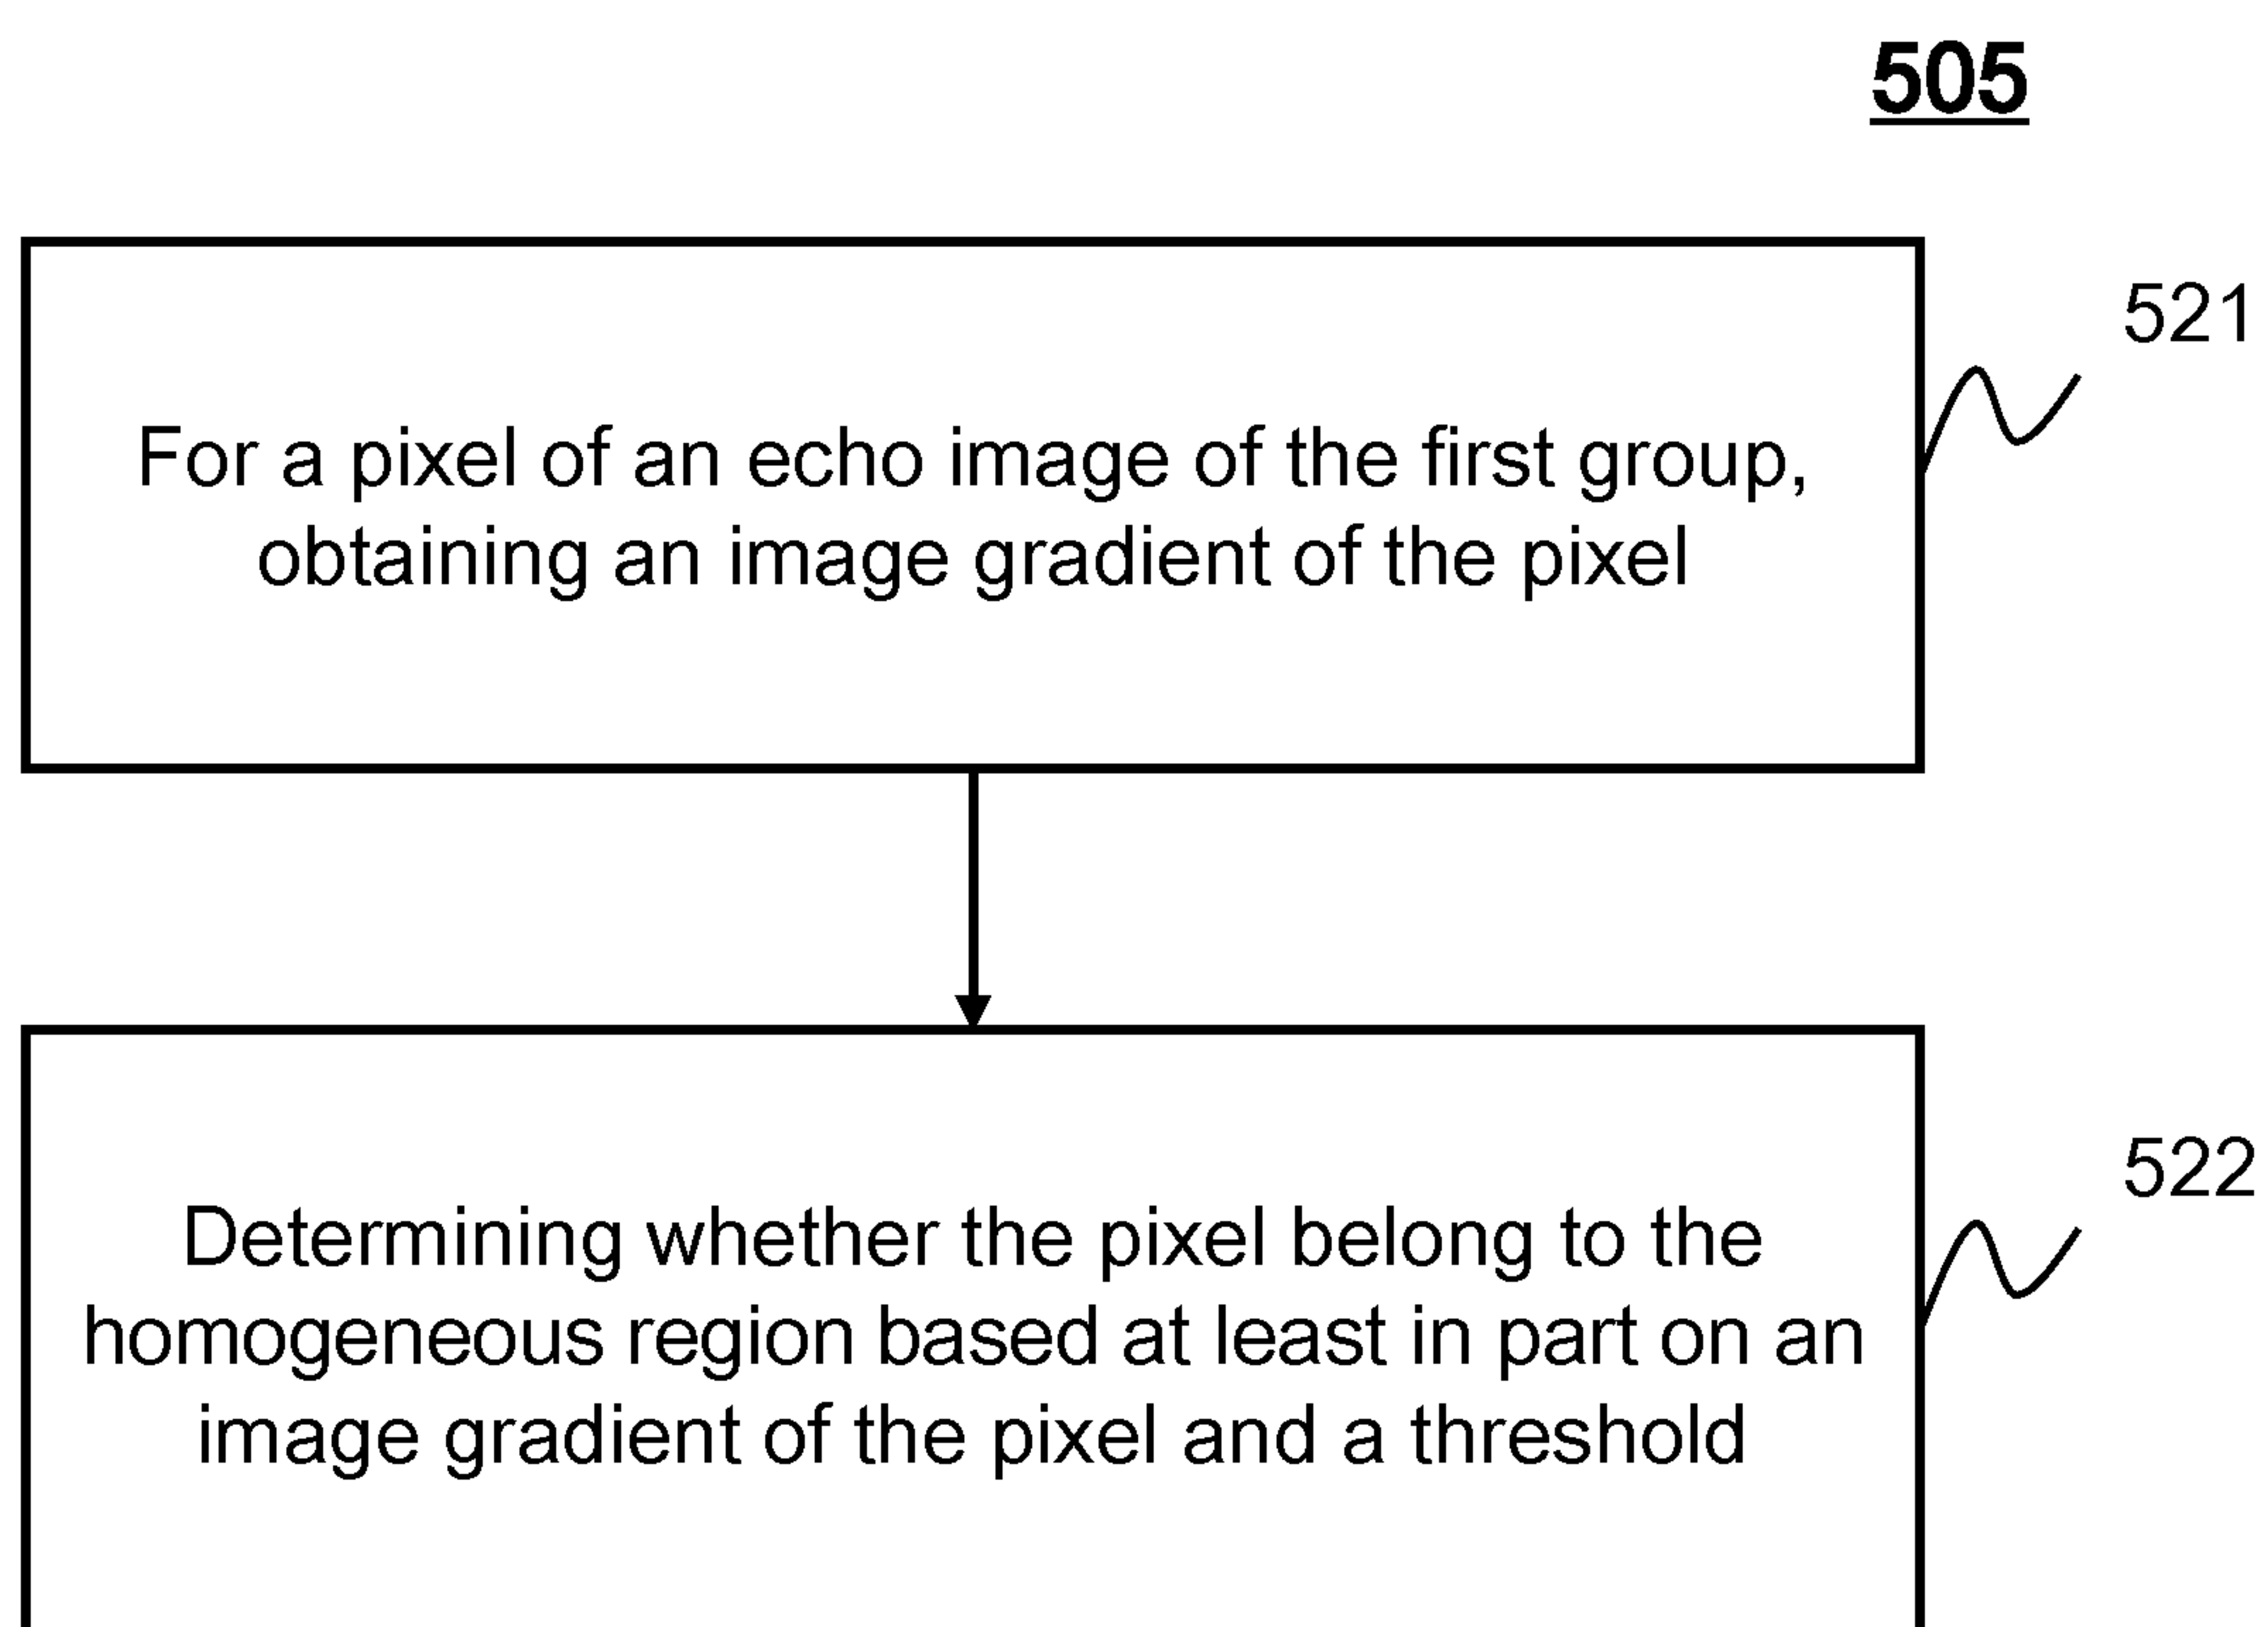 505
521
For a pixel of an echo image of the first group,
obtaining an image gradient of the pixel
522
Determining whether the pixel belong to the
homogeneous region based at least in part on an
image gradient of the pixel and a threshold